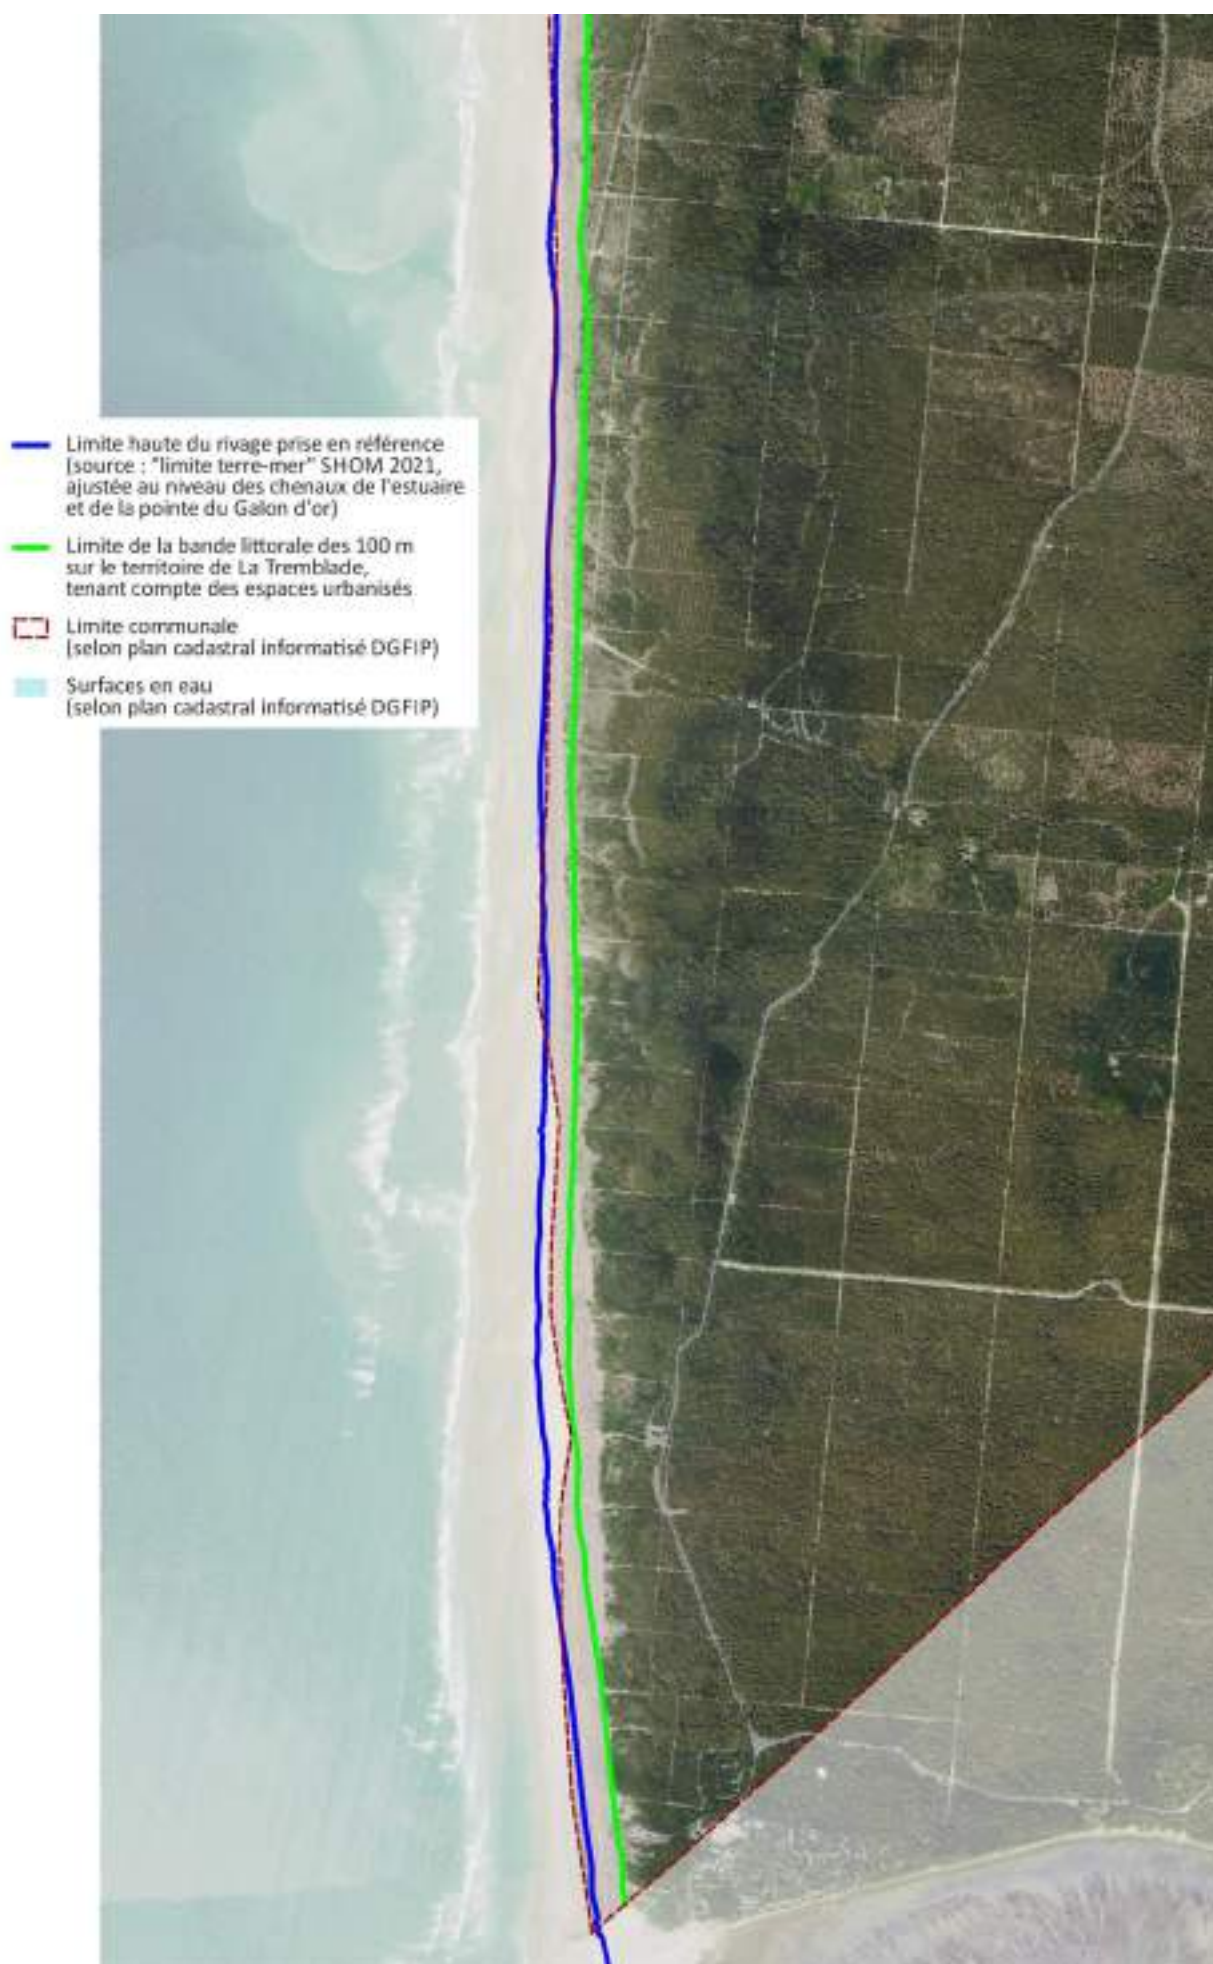 Limite haute du rivage prise en référence
(source : "limite terre-mer" SHOM 2021,
ajustée au niveau des chenaux de l'estuaire
et de la pointe du Galon d'or)
Limite de la bande littorale des 100 m
sur le territoire de La Tremblade,
tenant compte des espaces urbanisés
Limite communale
(selon plan cadastral informatisé DGFIP)
Surfaces en eau
(selon plan cadastral informatisé DGFIP)